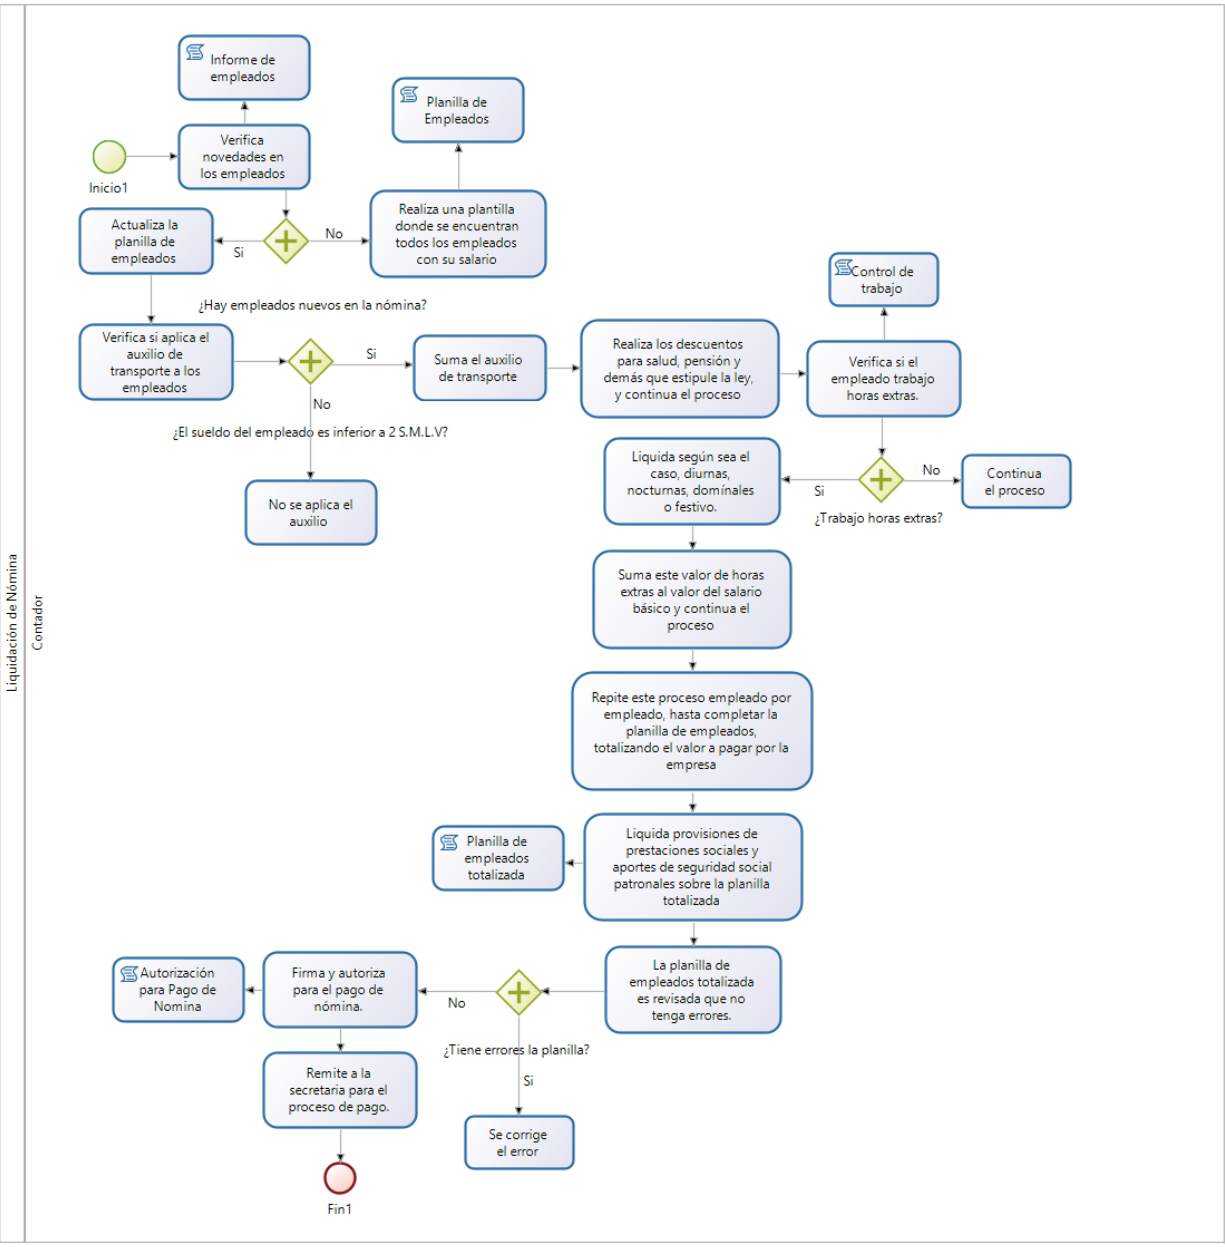 Liquidación de Nómina
Contador
Informe de
empleados
Planilla de
Empleados
Verifica
novedades en
los empleados
Inicio1
Actualiza la
planilla de
empleados
Si
No
Realiza una plantilla
donde se encuentran
todos los empleados
con su salario
¿Hay empleados nuevos en la nómina?
Control de
trabajo
Verifica si aplica el
auxilio de
transporte a los
empleados
Si
No
Suma el auxilio
de transporte
Realiza los descuentos
para salud, pensión y
demás que estipule la ley,
y continua el proceso
Verifica si el
empleado trabajo
horas extras.
¿El sueldo del empleado es inferior a 2 S.M.L.V?
No se aplica el
auxilio
Liquida según sea el
caso, diurnas,
nocturnas, domínales
o festivo.
Si
No
Continua
el proceso
¿Trabajo horas extras?
Suma este valor de horas
extras al valor del salario
básico y continua el
proceso
Repite este proceso empleado por
empleado, hasta completar la
planilla de empleados,
totalizando el valor a pagar por la
empresa
Planilla de
empleados
totalizada
Liquida provisiones de
prestaciones sociales y
aportes de seguridad social
patronales sobre la planilla
totalizada
Autorización
para Pago de
Nomina
Firma y autoriza
para el pago de
nómina.
No
La planilla de
empleados totalizada
es revisada que no
tenga errores.
¿Tiene errores la planilla?
Si
Remite a la
secretaria para el
proceso de pago.
Se corrige
el error
Fin1